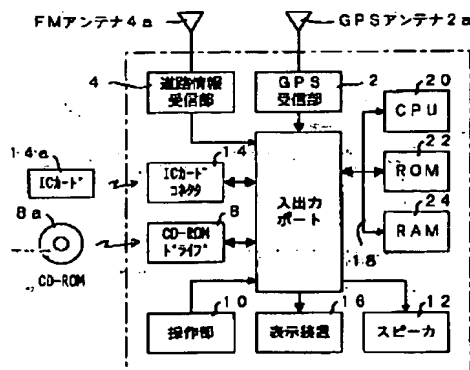 FMアンテナ4a
GPSアンテナ2a
4
道路情報
受信部
GPS
受信部
2
20
CPU
14a
ICカード
ICカード
コネクタ
14
入出力
ポート
22
ROM
8a
CD-ROM
CD-ROM
ドライブ
8
24
RAM
18
10
操作部
16
表示装置
12
スピーカ